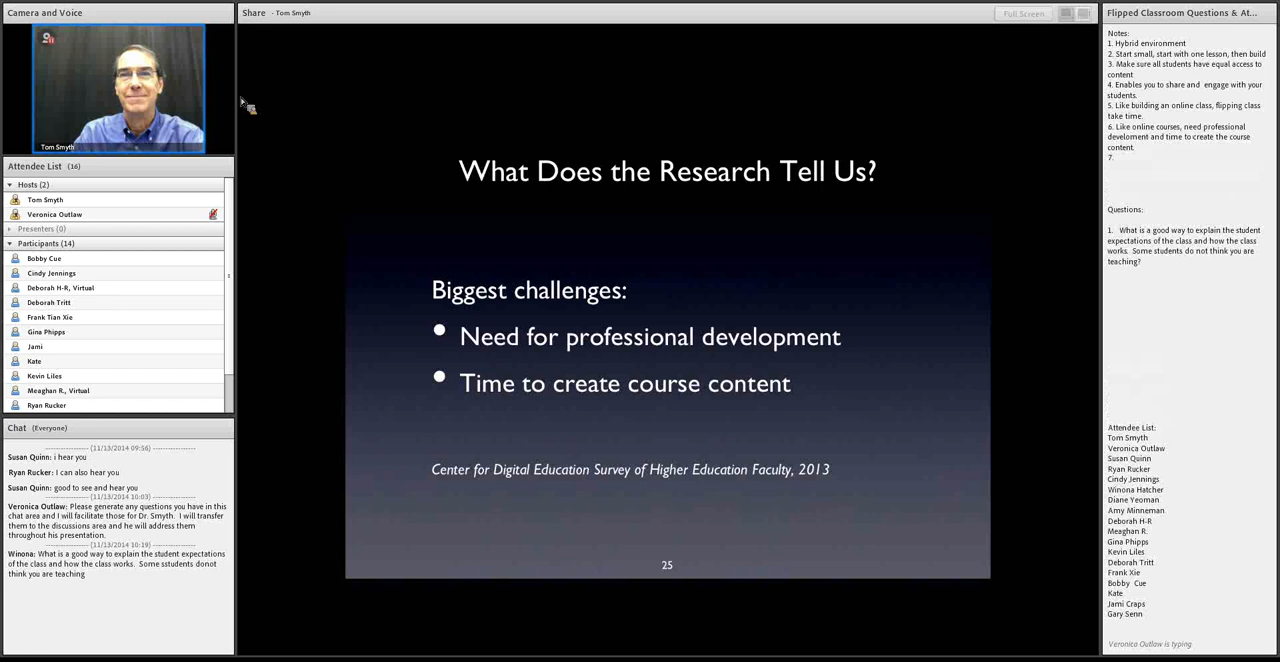 Camera and Voice
Tom Smyth
Attendee List (16)
Hosts (2)
Tom Smyth
Veronica Outlaw
Presenters (0)
Participants (14)
Bobby Cue
Cindy Jennings
Deborah H-R, Virtual
Deborah Tritt
Frank Tian Xie
Gina Phipps
Jami
Kate
Kevin Liles
Meaghan R., Virtual
Ryan Rucker
Chat (Everyone)
----------------- (11/13/2014 09:56) -----------------
Susan Quinn: i hear you
Ryan Rucker: I can also hear you
Susan Quinn: good to see and hear you
----------------- (11/13/2014 10:03) -----------------
Veronica Outlaw: Please generate any questions you have in this
chat area and I will facilitate those for Dr. Smyth. I will transfer
them to the discussions area and he will address them
throughout his presentation.
----------------- (11/13/2014 10:19) -----------------
Winona: What is a good way to explain the student expectations
of the class and how the class works. Some sstudents donot
think you are teaching
Share - Tom Smyth
Full Screen
What Does the Research Tell Us?
Biggest challenges:
• Need for professional development
• Time to create course content
Center for Digital Education Survey of Higher Education Faculty, 2013
25
Flipped Classroom Questions & At...
Notes:
1. Hybrid environment
2. Start small, start with one lesson, then build
3. Make sure all students have equal access to
content
4. Enables you to share and engage with your
students.
5. Like building an online class, flipping class
take time.
6. Like online courses, need professional
develoment and time to create the course
content.
7.
Questions:
1. What is a good way to explain the student
expectations of the class and how the class
works. Some students do not think you are
teaching?
Attendee List:
Tom Smyth
Veronica Outlaw
Susan Quinn
Ryan Rucker
Cindy Jennings
Winona Hatcher
Diane Yeoman
Amy Minneman
Deborah H-R
Meaghan R.
Gina Phipps
Kevin Liles
Deborah Tritt
Frank Xie
Bobby Cue
Kate
Jami Craps
Gary Senn
Veronica Outlaw is typing